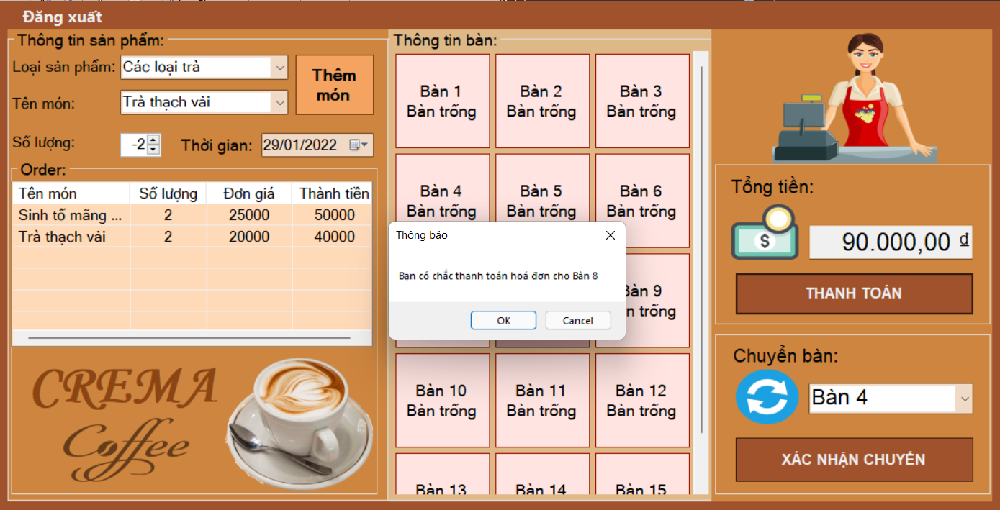 Đăng xuất
Thông tin sản phẩm:
Loại sản phẩm: Các loại trà
Thêm món
Tên món: Trà thạch vải
Số lượng: -2 Thời gian: 29/01/2022
Order:
Tên món Số lượng Đơn giá Thành tiền
Sinh tố mãng ... 2 25000 50000
Trà thạch vải 2 20000 40000
CREMA
Coffee
Thông tin bàn:
Bàn 1 Bàn 2 Bàn 3
Bàn trống Bàn trống Bàn trống
Bàn 4 Bàn 5 Bàn 6
Bàn trống Bàn trống Bàn trống
Thông báo
Bạn có chắc thanh toán hoá đơn cho Bàn 8
OK Cancel
Bàn 9
trống
Bàn 10 Bàn 11 Bàn 12
Bàn trống Bàn trống Bàn trống
Bàn 13 Bàn 14 Bàn 15
Tổng tiền:
$
90.000,00 ₫
THANH TOÁN
Chuyển bàn:
Bàn 4
XÁC NHẬN CHUYỂN